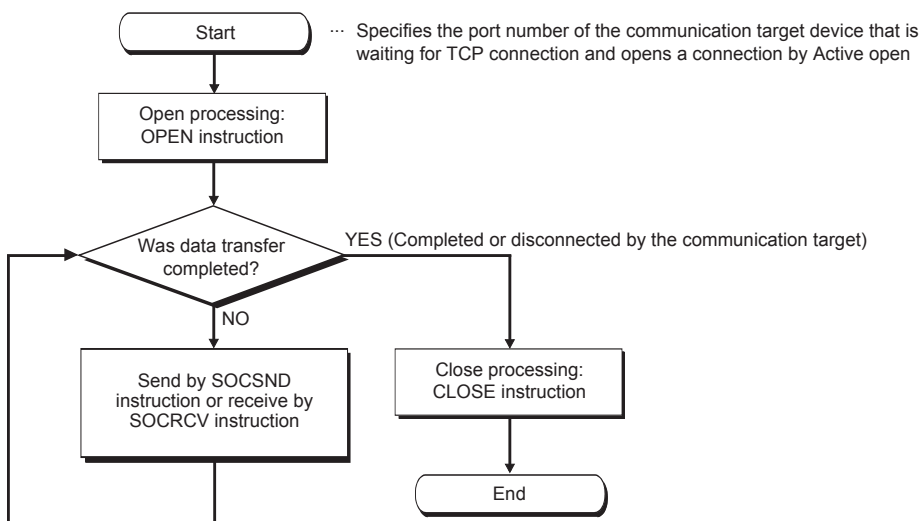 Start
··· Specifies the port number of the communication target device that is
waiting for TCP connection and opens a connection by Active open
Open processing:
OPEN instruction
Was data transfer
completed?
YES (Completed or disconnected by the communication target)
NO
Send by SOCSND
instruction or receive by
SOCRCV instruction
Close processing:
CLOSE instruction
End